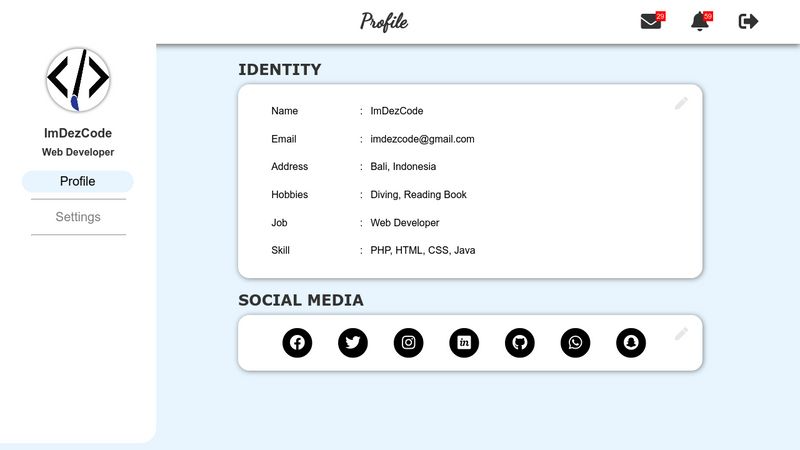 Profile
29
59
ImDezCode
Web Developer
Profile
Settings
IDENTITY
Name : ImDezCode
Email : imdezcode@gmail.com
Address : Bali, Indonesia
Hobbies : Diving, Reading Book
Job : Web Developer
Skill : PHP, HTML, CSS, Java
SOCIAL MEDIA